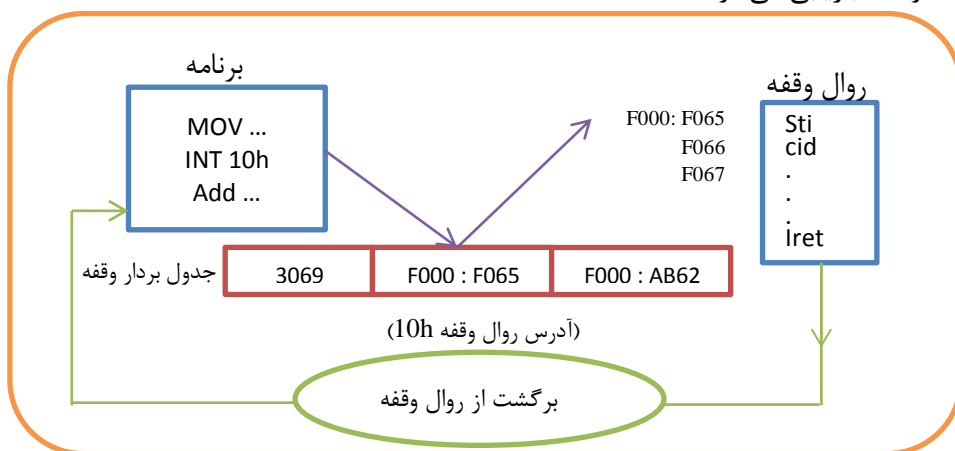 برنامه
MOV ...
INT 10h
Add ...
روال وقفه
F000: F065
F066
F067
Sti
cid
.
.
.
Iret
جدول بردار وقفه
3069
F000 : F065
F000 : AB62
(آدرس روال وقفه 10h)
برگشت از روال وقفه